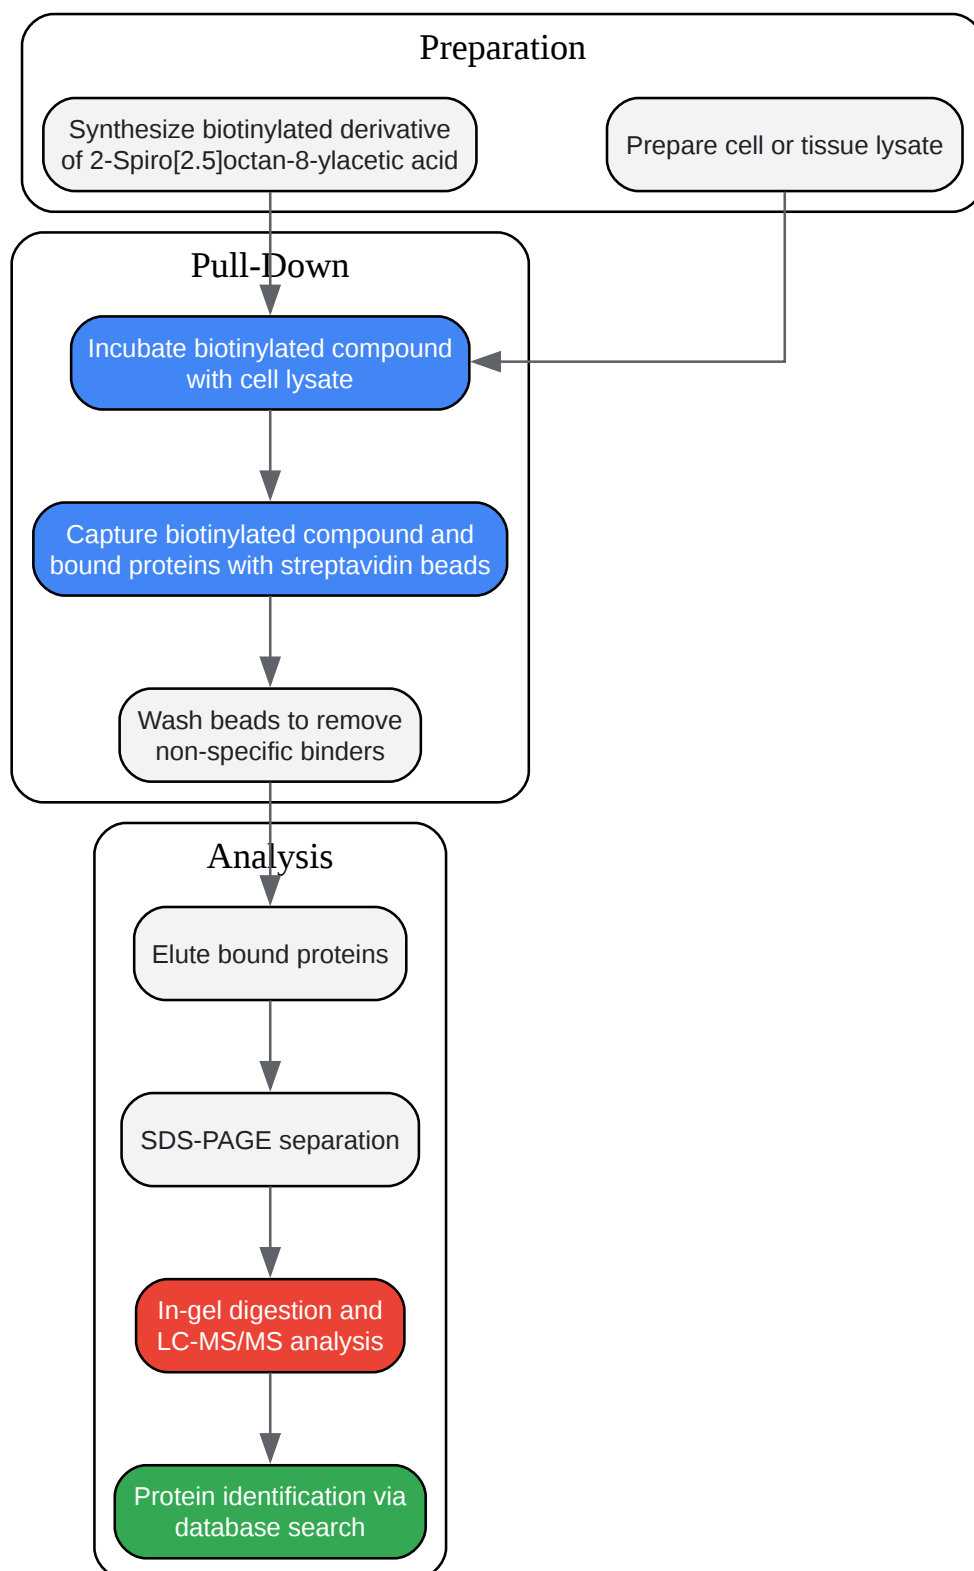 Preparation
Synthesize biotinylated derivative
of 2-Spiro[2.5]octan-8-ylacetic acid
Prepare cell or tissue lysate
Pull-Down
Incubate biotinylated compound
with cell lysate
Capture biotinylated compound and
bound proteins with streptavidin beads
Wash beads to remove
non-specific binders
Analysis
Elute bound proteins
SDS-PAGE separation
In-gel digestion and
LC-MS/MS analysis
Protein identification via
database search